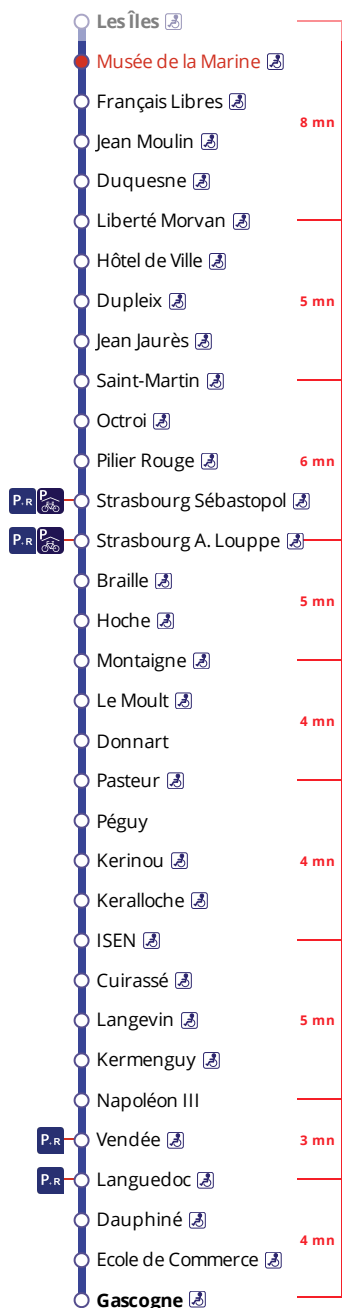 Les Îles
Musée de la Marine
Français Libres
8 mn
Jean Moulin
Duquesne
Liberté Morvan
Hôtel de Ville
Dupleix
5 mn
Jean Jaurès
Saint-Martin
Octroi
Pilier Rouge
6 mn
P+R P Strasbourg Sébastopol
P+R P Strasbourg A. Louppe
Braille
5 mn
Hoche
Montaigne
Le Moult
4 mn
Donnart
Pasteur
Péguy
Kerinou
4 mn
Keralloche
ISEN
Cuirassé
Langevin
5 mn
Kermenguy
Napoléon III
P+R Vendée
3 mn
P+R Languedoc
Dauphiné
4 mn
Ecole de Commerce
Gascogne